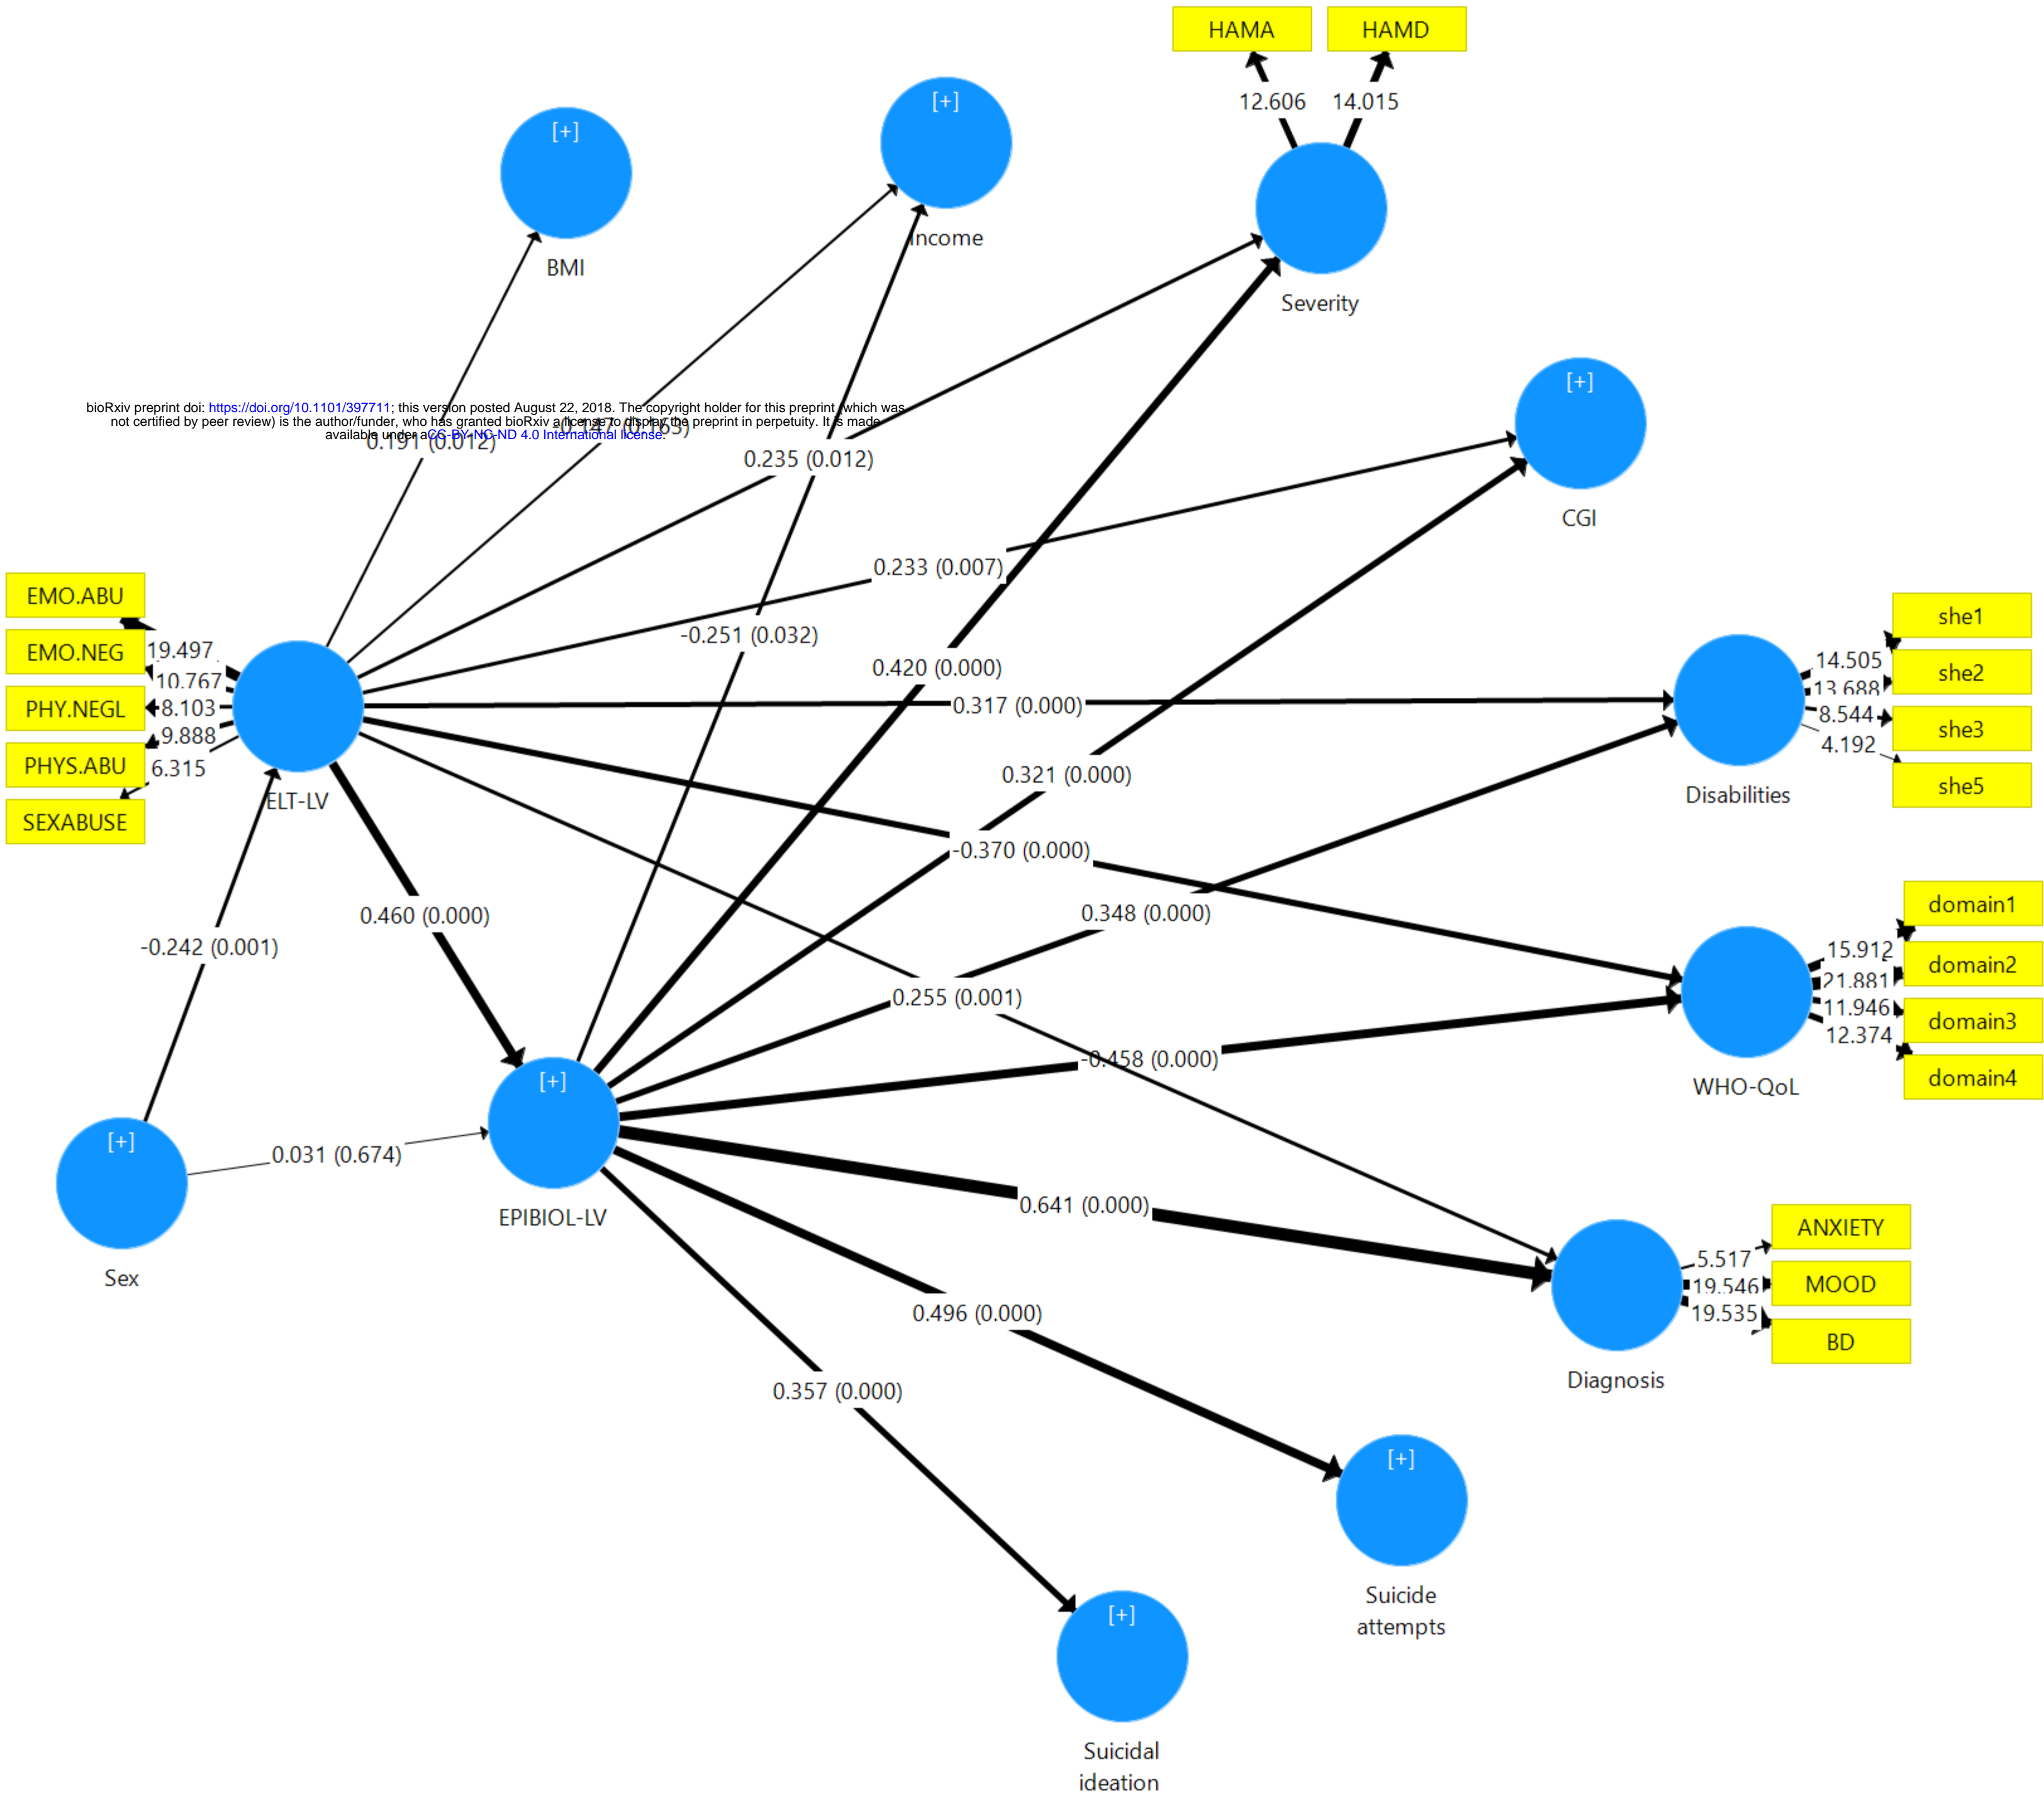 HAMA HAMD
12.606 14.015
[+]
BMI
[+]
Income
Severity
bioRxiv preprint doi: https://doi.org/10.1101/397711; this version posted August 22, 2018. The copyright holder for this preprint (which was
not certified by peer review) is the author/funder, who has granted bioRxiv a license to display the preprint in perpetuity. It is made
available under aCC-BY-NC-ND 4.0 International license.
0.191 (0.012)
-0.147 (0.163)
0.235 (0.012)
[+]
CGI
0.233 (0.007)
-0.251 (0.032)
0.420 (0.000)
0.317 (0.000)
EMO.ABU
EMO.NEG
PHY.NEGL
PHYS.ABU
SEXABUSE
19.497
10.767
8.103
9.888
6.315
ELT-LV
0.321 (0.000)
she1
she2
she3
she5
14.505
13.688
8.544
4.192
Disabilities
-0.370 (0.000)
0.460 (0.000)
0.348 (0.000)
-0.242 (0.001)
0.255 (0.001)
-0.458 (0.000)
domain1
domain2
domain3
domain4
15.912
21.881
11.946
12.374
WHO-QoL
[+]
EPIBIOL-LV
[+]
Sex
0.031 (0.674)
0.641 (0.000)
ANXIETY
MOOD
BD
5.517
19.546
19.535
Diagnosis
0.496 (0.000)
0.357 (0.000)
[+]
Suicide
attempts
[+]
Suicidal
ideation